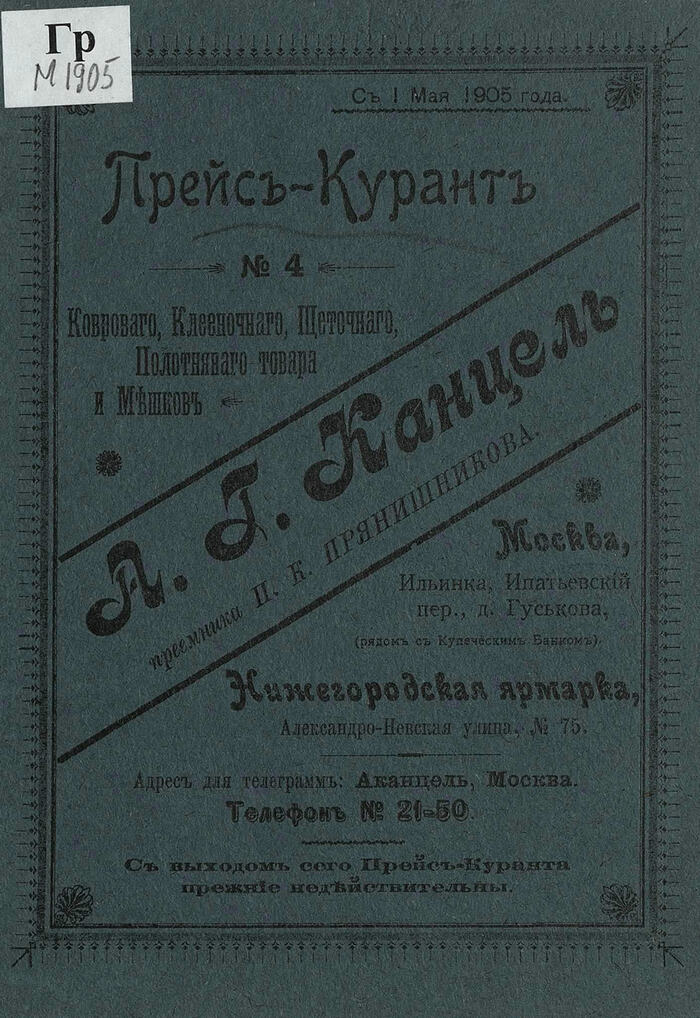 Гр
М 1905
Съ 1 Мая 1905 года.
Прейсъ-Курантъ
№ 4
Ковроваго, Клееночнаго, Щеточнаго,
Полотнянаго товара
и Мѣшковъ
А. Г. Канцель
преемника П. К. ПРЯНИШНИКОВА.
Москва,
Ильинка, Ипатьевскій
пер., д. Гуськова,
(рядомъ съ Купеческимъ Банкомъ).
Нижегородская ярмарка,
Александро-Невская улица, № 75.
Адресъ для телеграммъ: Аканцель, Москва.
Телефонъ № 21-50.
Съ выходомъ сего Прейсъ-Куранта
прежніе недѣйствительны.